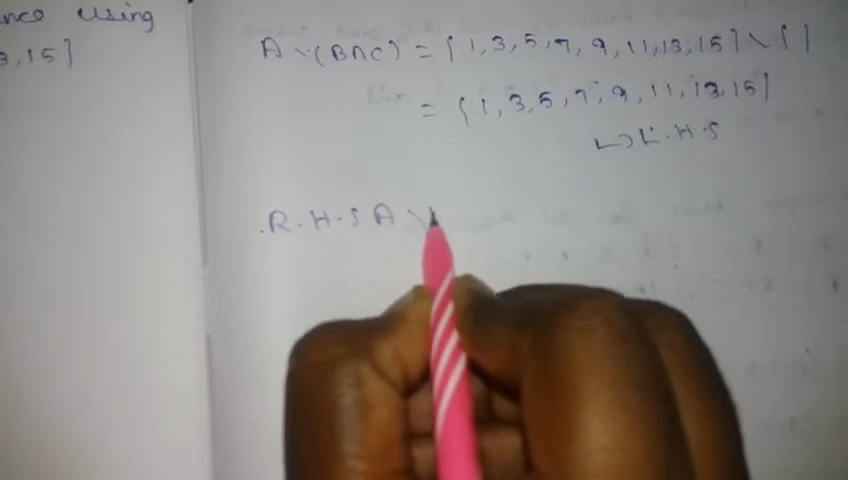 nce using
3,15}
A \ (B∩C) = { 1, 3, 5, 7, 9, 11, 13, 15} \ { }
= {1, 3, 5, 7, 9, 11, 13, 15}
↳ L.H.S
R.H.S A \